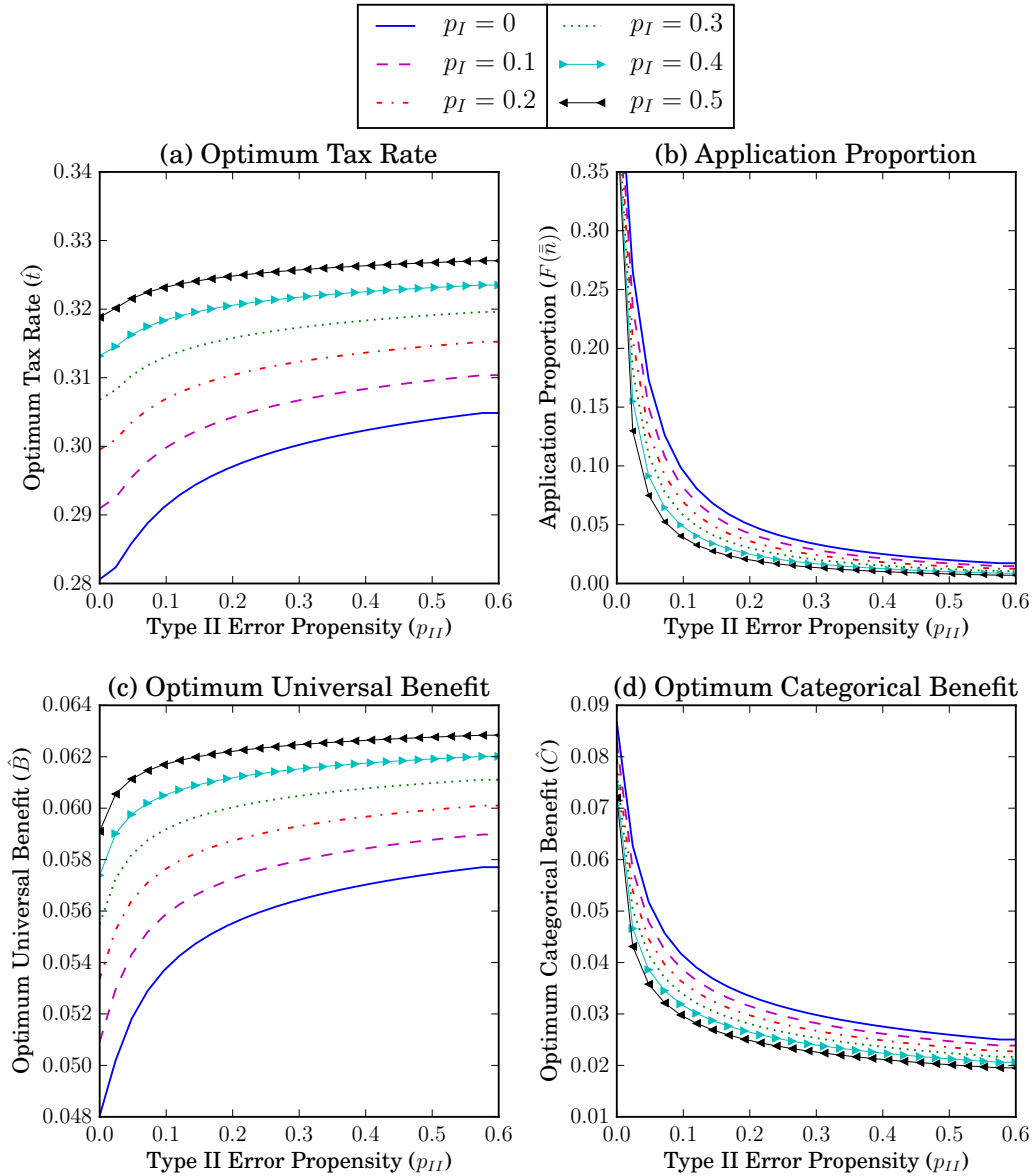 p_I = 0
p_I = 0.1
p_I = 0.2
p_I = 0.3
p_I = 0.4
p_I = 0.5
(a) Optimum Tax Rate
0.34
0.33
0.32
0.31
0.30
0.29
0.28
Optimum Tax Rate (t̂)
0.0 0.1 0.2 0.3 0.4 0.5 0.6
Type II Error Propensity (p_{II})
(b) Application Proportion
0.35
0.30
0.25
0.20
0.15
0.10
0.05
0.00
Application Proportion (F(n̿))
0.0 0.1 0.2 0.3 0.4 0.5 0.6
Type II Error Propensity (p_{II})
(c) Optimum Universal Benefit
0.064
0.062
0.060
0.058
0.056
0.054
0.052
0.050
0.048
Optimum Universal Benefit (B̂)
0.0 0.1 0.2 0.3 0.4 0.5 0.6
Type II Error Propensity (p_{II})
(d) Optimum Categorical Benefit
0.09
0.08
0.07
0.06
0.05
0.04
0.03
0.02
0.01
Optimum Categorical Benefit (Ĉ)
0.0 0.1 0.2 0.3 0.4 0.5 0.6
Type II Error Propensity (p_{II})